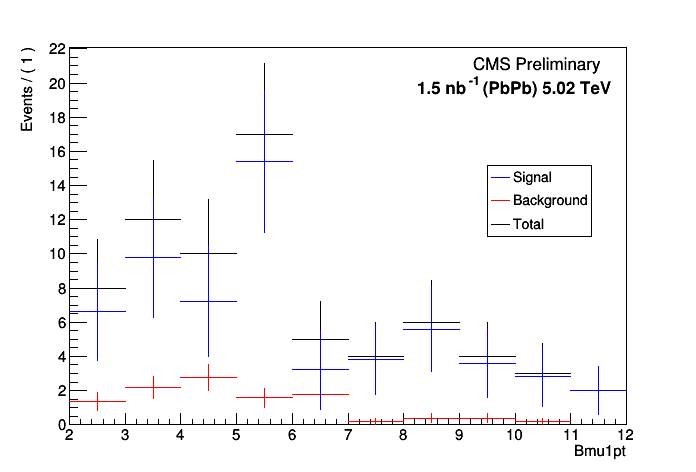 CMS Preliminary
1.5 nb-1 (PbPb) 5.02 TeV
Events / ( 1 )
22
20
18
16
14
12
10
8
6
4
2
0
Signal
Background
Total
2 3 4 5 6 7 8 9 10 11 12
Bmu1pt